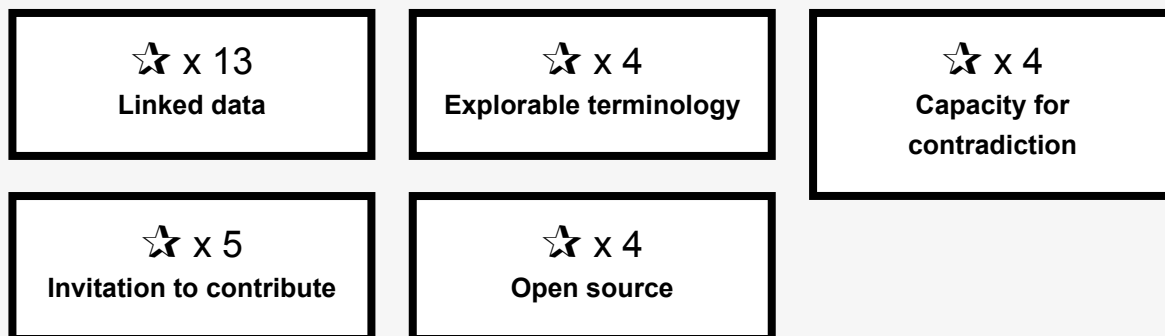 ✰ x 13
Linked data
✰ x 4
Explorable terminology
✰ x 4
Capacity for
contradiction
✰ x 5
Invitation to contribute
✰ x 4
Open source